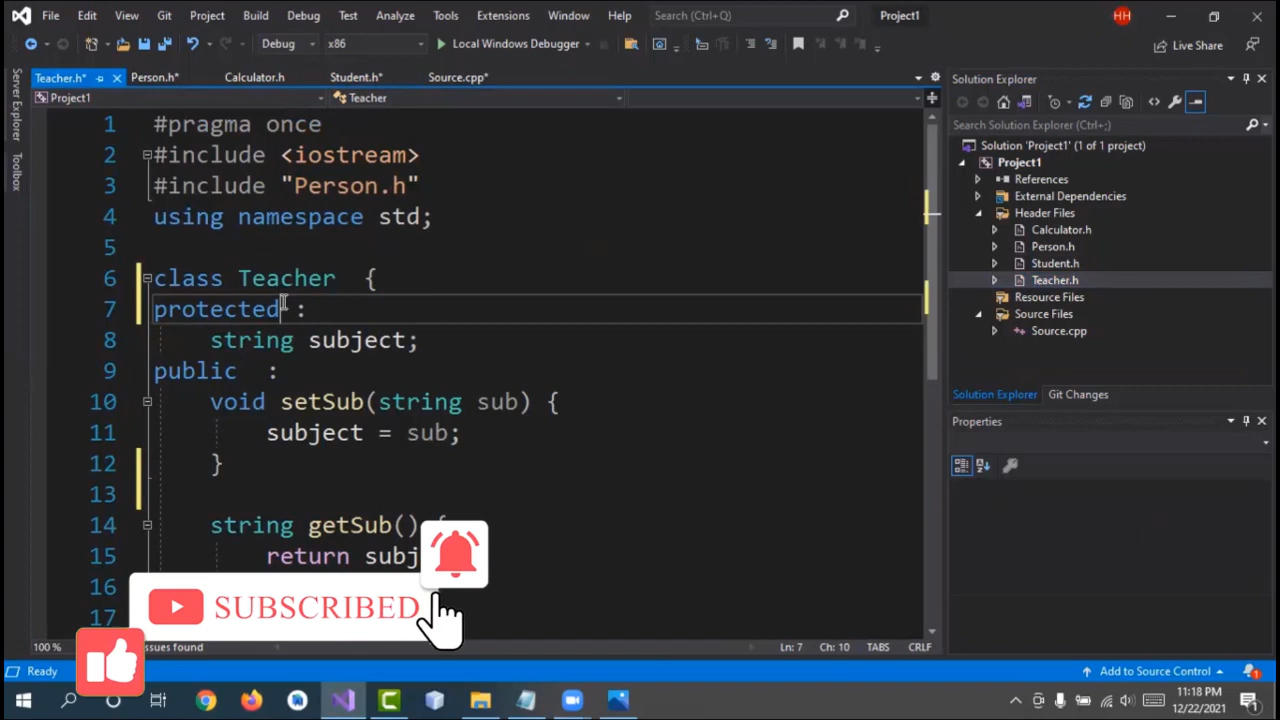 File Edit View Git Project Build Debug Test Analyze Tools Extensions Window Help Search (Ctrl+Q) Project1 HH
Debug x86 Local Windows Debugger Live Share
Server Explorer
Toolbox
Teacher.h* Person.h* Calculator.h Student.h* Source.cpp*
Project1 Teacher
1 #pragma once
2 #include <iostream>
3 #include "Person.h"
4 using namespace std;
5
6 class Teacher {
7 protected :
8 string subject;
9 public :
10 void setSub(string sub) {
11 subject = sub;
12 }
13
14 string getSub() {
15 return subj
16
17
SUBSCRIBED
100 % ssues found Ln: 7 Ch: 10 TABS CRLF
Solution Explorer
Search Solution Explorer (Ctrl+;)
Solution 'Project1' (1 of 1 project)
Project1
References
External Dependencies
Header Files
Calculator.h
Person.h
Student.h
Teacher.h
Resource Files
Source Files
Source.cpp
Solution Explorer Git Changes
Properties
Ready Add to Source Control 1
11:18 PM
12/22/2021
1